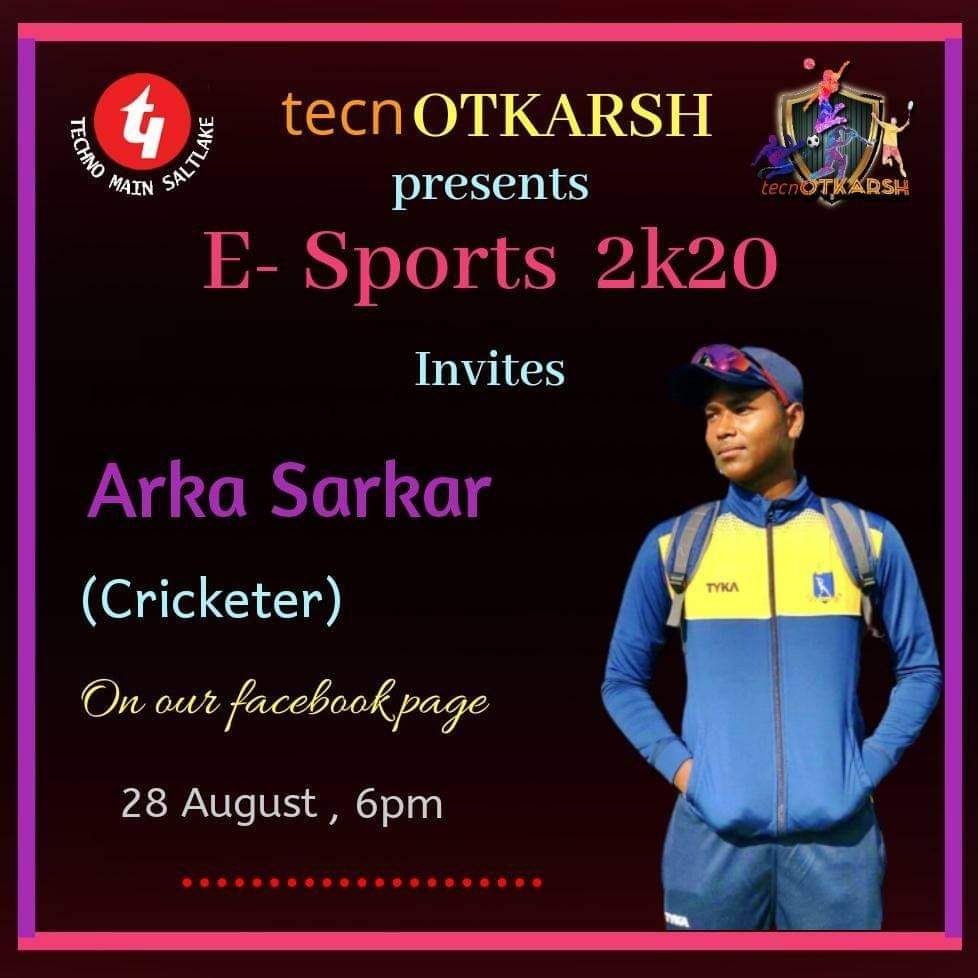 TECHNO MAIN SALTLAKE
tecnOTKARSH
tecnOTKARSH
presents
E- Sports 2k20
Invites
Arka Sarkar
(Cricketer)
TYKA
On our facebook page
28 August , 6pm
TYKA